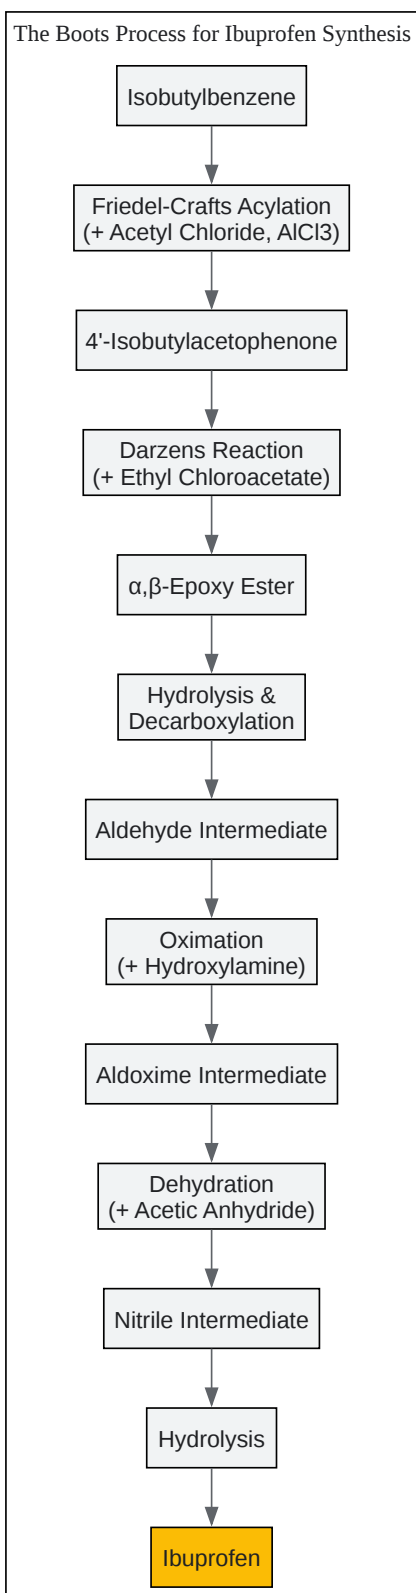 The Boots Process for Ibuprofen Synthesis
Isobutylbenzene
Friedel-Crafts Acylation
(+ Acetyl Chloride, AlCl3)
4'-Isobutylacetophenone
Darzens Reaction
(+ Ethyl Chloroacetate)
α,β-Epoxy Ester
Hydrolysis &
Decarboxylation
Aldehyde Intermediate
Oximation
(+ Hydroxylamine)
Aldoxime Intermediate
Dehydration
(+ Acetic Anhydride)
Nitrile Intermediate
Hydrolysis
Ibuprofen